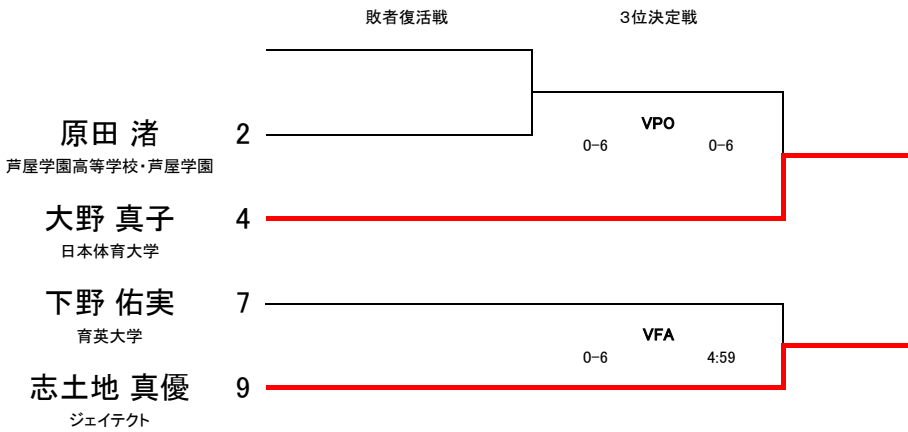 敗者復活戦 3位決定戦
原田 渚 2
芦屋学園高等学校・芦屋学園
VPO
0-6 0-6
大野 真子 4
日本体育大学
下野 佑実 7
育英大学
VFA
0-6 4:59
志土地 真優 9
ジェイテクト